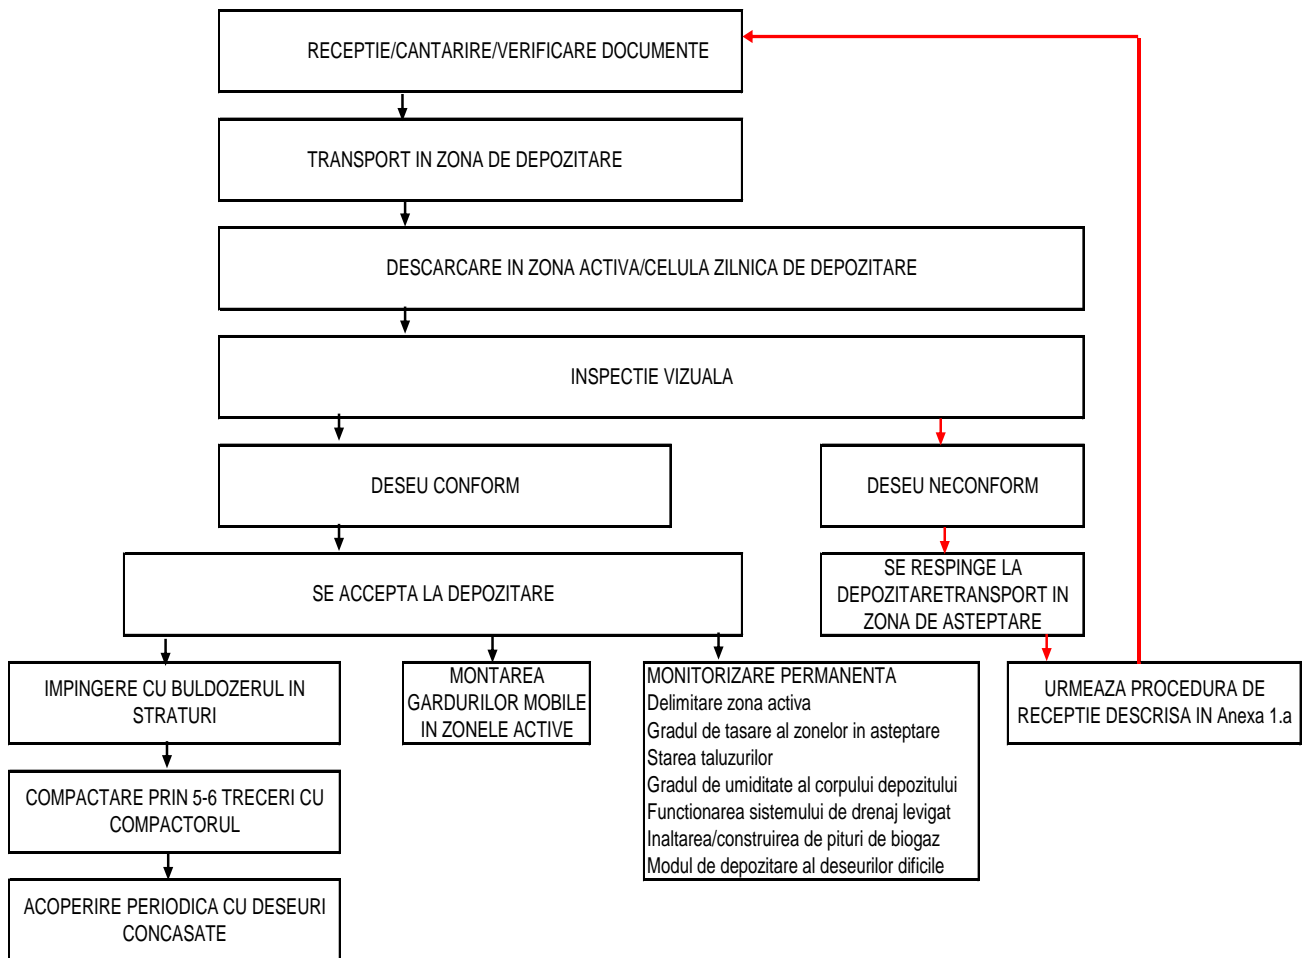 RECEPTIE/CANTARIRE/VERIFICARE DOCUMENTE
TRANSPORT IN ZONA DE DEPOZITARE
DESCARCARE IN ZONA ACTIVA/CELULA ZILNICA DE DEPOZITARE
INSPECTIE VIZUALA
DESEU CONFORM
DESEU NECONFORM
SE ACCEPTA LA DEPOZITARE
SE RESPINGE LA
DEPOZITARETRANSPORT IN
ZONA DE ASTEPTARE
IMPINGERE CU BULDOZERUL IN
STRATURI
MONTAREA
GARDURILOR MOBILE
IN ZONELE ACTIVE
MONITORIZARE PERMANENTA
Delimitare zona activa
Gradul de tasare al zonelor in asteptare
Starea taluzurilor
Gradul de umiditate al corpului depozitului
Functionarea sistemului de drenaj levigat
Inaltarea/construirea de pituri de biogaz
Modul de depozitare al deseurilor dificile
URMEAZA PROCEDURA DE
RECEPTIE DESCRISA IN Anexa 1.a
COMPACTARE PRIN 5-6 TRECERI CU
COMPACTORUL
ACOPERIRE PERIODICA CU DESEURI
CONCASATE